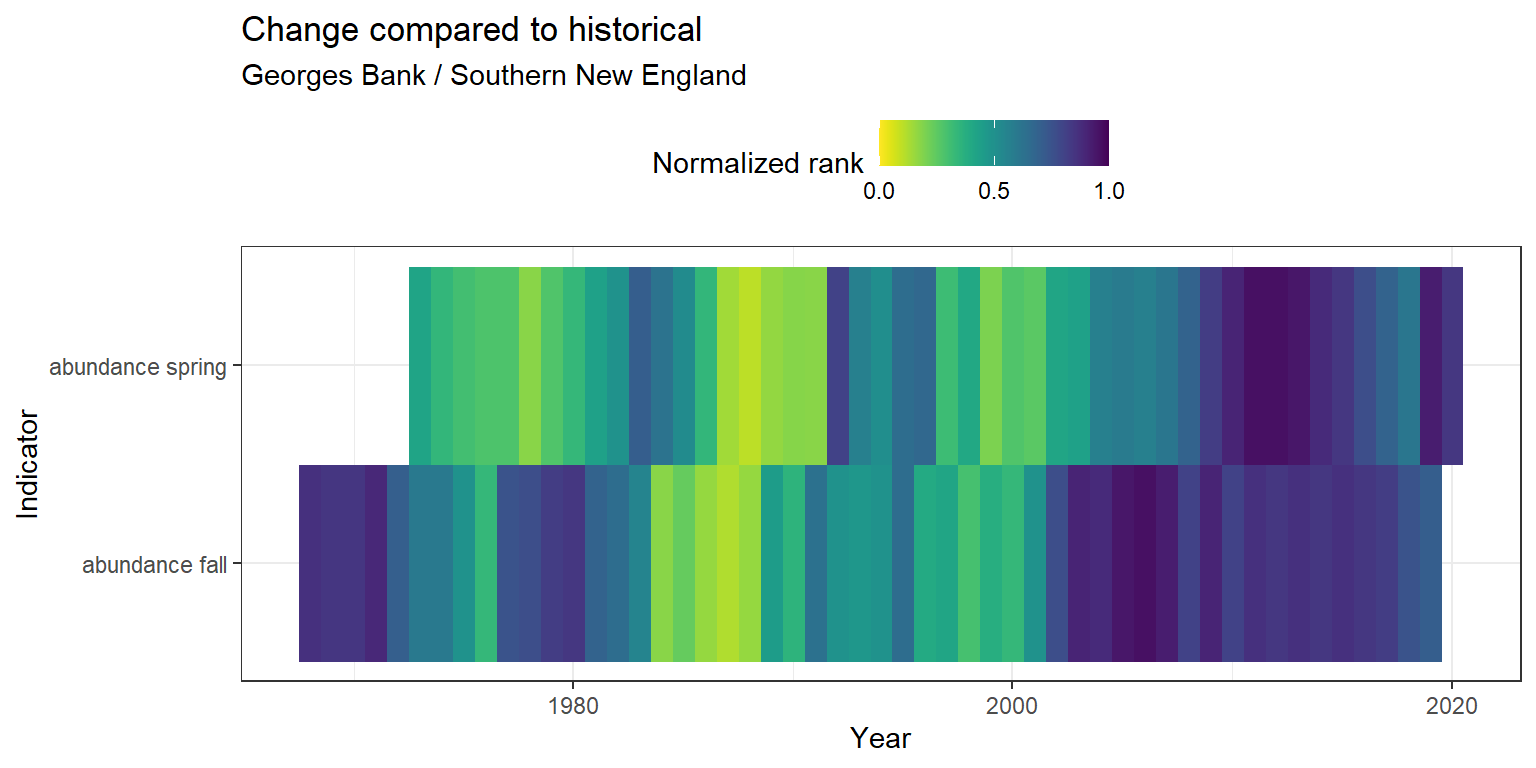 Change compared to historical
Georges Bank / Southern New England
Normalized rank
0.0 0.5 1.0
abundance spring
abundance fall
Indicator
1980 2000 2020
Year